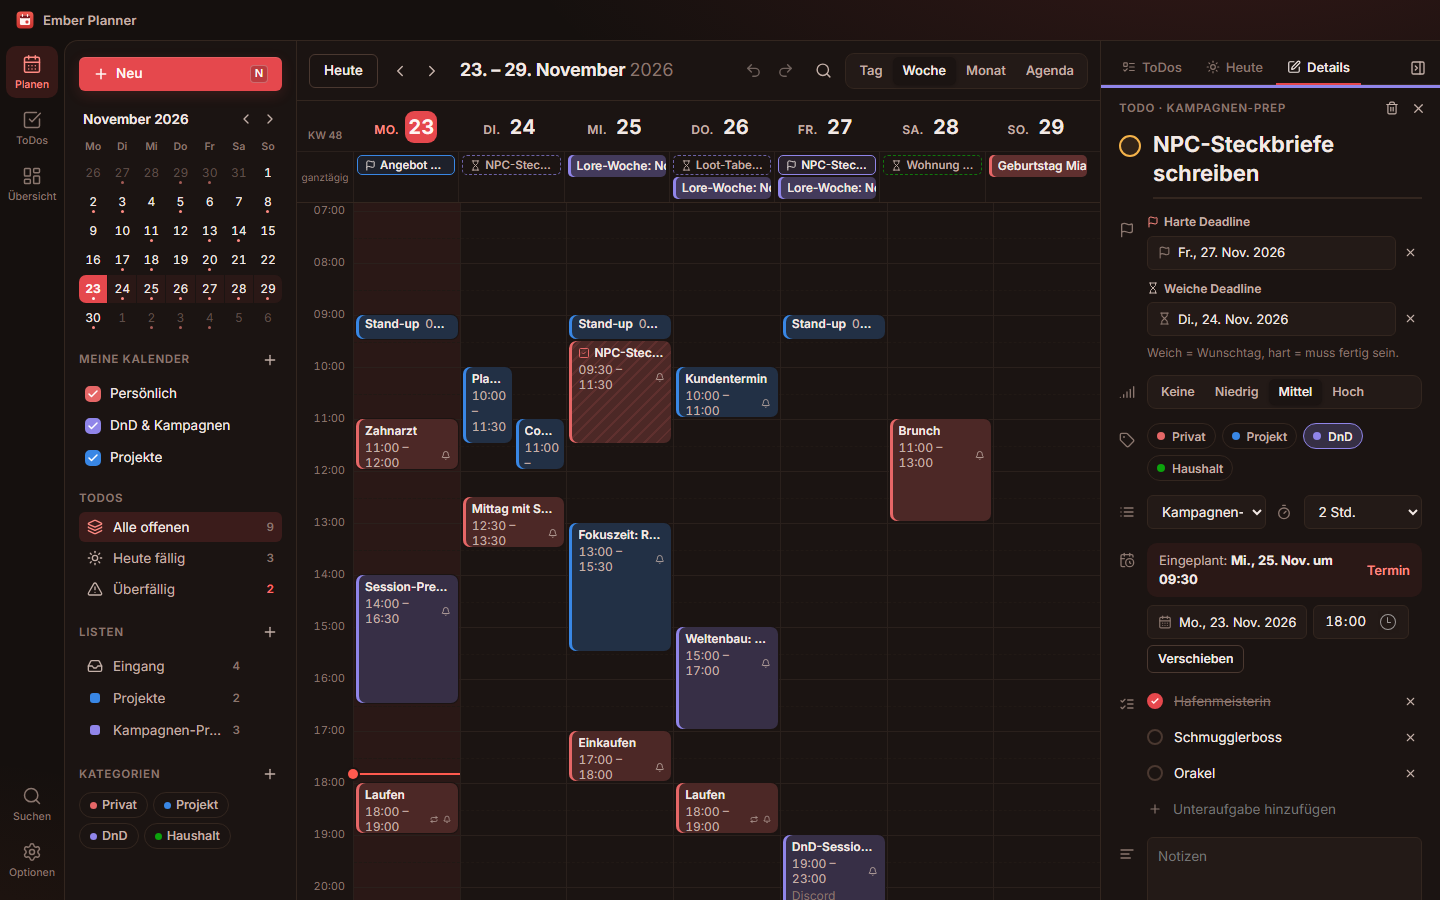 Ember Planner
Planen
ToDos
Übersicht
Suchen
Optionen
Neu N
November 2026
Mo Di Mi Do Fr Sa So
26 27 28 29 30 31 1
2 3 4 5 6 7 8
9 10 11 12 13 14 15
16 17 18 19 20 21 22
23 24 25 26 27 28 29
30 1 2 3 4 5 6
MEINE KALENDER
Persönlich
DnD & Kampagnen
Projekte
TODOS
Alle offenen 9
Heute fällig 3
Überfällig 2
LISTEN
Eingang 4
Projekte 2
Kampagnen-Pr... 3
KATEGORIEN
Privat Projekt
DnD Haushalt
Heute 23. – 29. November 2026 Tag Woche Monat Agenda
KW 48 MO. 23 DI. 24 MI. 25 DO. 26 FR. 27 SA. 28 SO. 29
ganztägig
Angebot ...
NPC-Stec...
Lore-Woche: Ne
Loot-Tabe...
Lore-Woche: Ne
NPC-Stec...
Lore-Woche: Ne
Wohnung ...
Geburtstag Mia
07:00
08:00
09:00
10:00
11:00
12:00
13:00
14:00
15:00
16:00
17:00
18:00
19:00
20:00
Stand-up 0...
Zahnarzt
11:00 –
12:00
Session-Pre...
14:00 –
16:30
Laufen
18:00 –
19:00
Pla...
10:00
–
11:30
Co...
11:00
–
Mittag mit S...
12:30 –
13:30
Stand-up 0...
NPC-Stec...
09:30 –
11:30
Fokuszeit: R...
13:00 –
15:30
Einkaufen
17:00 –
18:00
Kundentermin
10:00 –
11:00
Weltenbau: ...
15:00 –
17:00
Laufen
18:00 –
19:00
Stand-up 0...
DnD-Sessio...
19:00 –
23:00
Discord
Brunch
11:00 –
13:00
ToDos Heute Details
TODO · KAMPAGNEN-PREP
NPC-Steckbriefe
schreiben
Harte Deadline
Fr., 27. Nov. 2026
Weiche Deadline
Di., 24. Nov. 2026
Weich = Wunschtag, hart = muss fertig sein.
Keine Niedrig Mittel Hoch
Privat Projekt DnD
Haushalt
Kampagnen- 2 Std.
Eingeplant: Mi., 25. Nov. um
09:30
Termin
Mo., 23. Nov. 2026 18:00
Verschieben
Hafenmeisterin
Schmugglerboss
Orakel
Unteraufgabe hinzufügen
Notizen